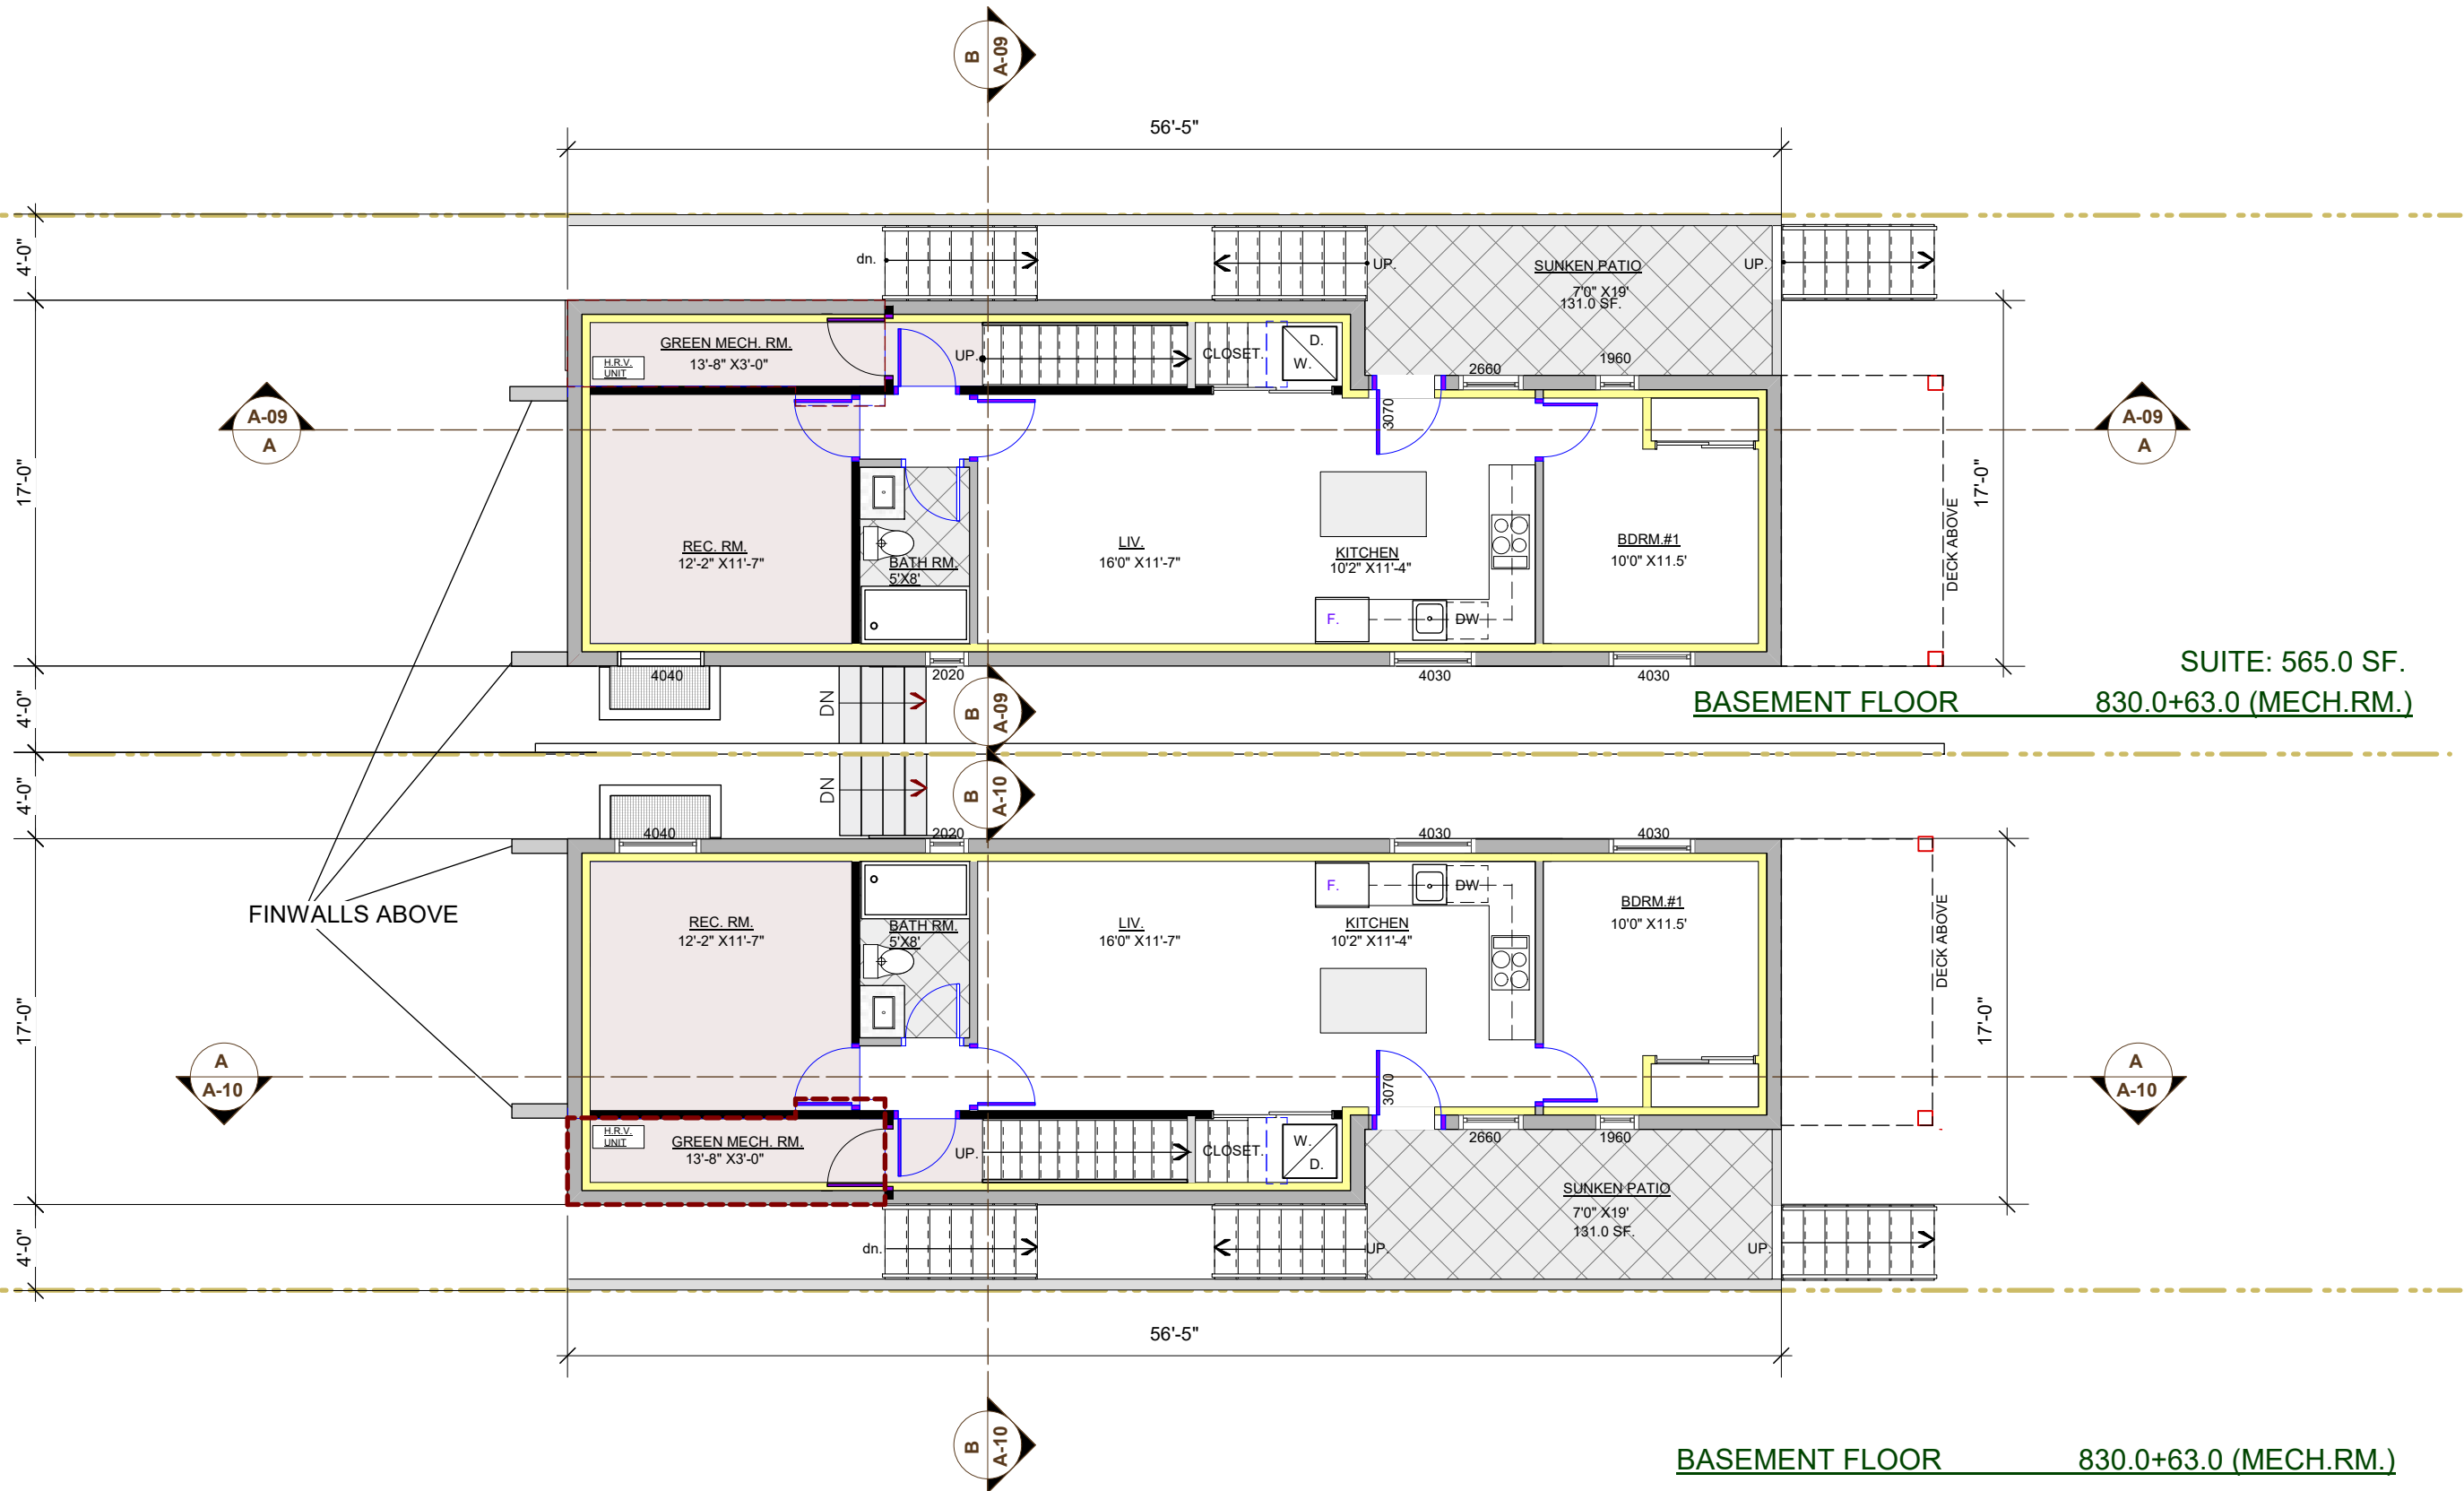 B
A-09
56'-5"
4'-0"
dn.
UP.
SUNKEN PATIO
7'0" X19'
131.0 SF.
UP.
GREEN MECH. RM.
13'-8" X3'-0"
H.R.V.
UNIT
UP.
CLOSET.
D.
W.
2660
1960
3070
A-09
A
A-09
A
17'-0"
17'-0"
REC. RM.
12'-2" X11'-7"
BATH RM.
5'X8'
LIV.
16'0" X11'-7"
KITCHEN
10'2" X11'-4"
BDRM.#1
10'0" X11.5'
DECK ABOVE
F.
DW
4040
2020
4030
4030
SUITE: 565.0 SF.
BASEMENT FLOOR 830.0+63.0 (MECH.RM.)
4'-0"
DN
B
A-09
4'-0"
DN
B
A-10
4040
2020
4030
4030
FINWALLS ABOVE
REC. RM.
12'-2" X11'-7"
BATH RM.
5'X8'
LIV.
16'0" X11'-7"
F.
DW
KITCHEN
10'2" X11'-4"
BDRM.#1
10'0" X11.5'
DECK ABOVE
17'-0"
17'-0"
A
A-10
A
A-10
3070
H.R.V.
UNIT
GREEN MECH. RM.
13'-8" X3'-0"
UP.
CLOSET.
W.
D.
2660
1960
SUNKEN PATIO
7'0" X19'
131.0 SF.
4'-0"
dn.
UP.
UP.
56'-5"
B
A-10
BASEMENT FLOOR 830.0+63.0 (MECH.RM.)